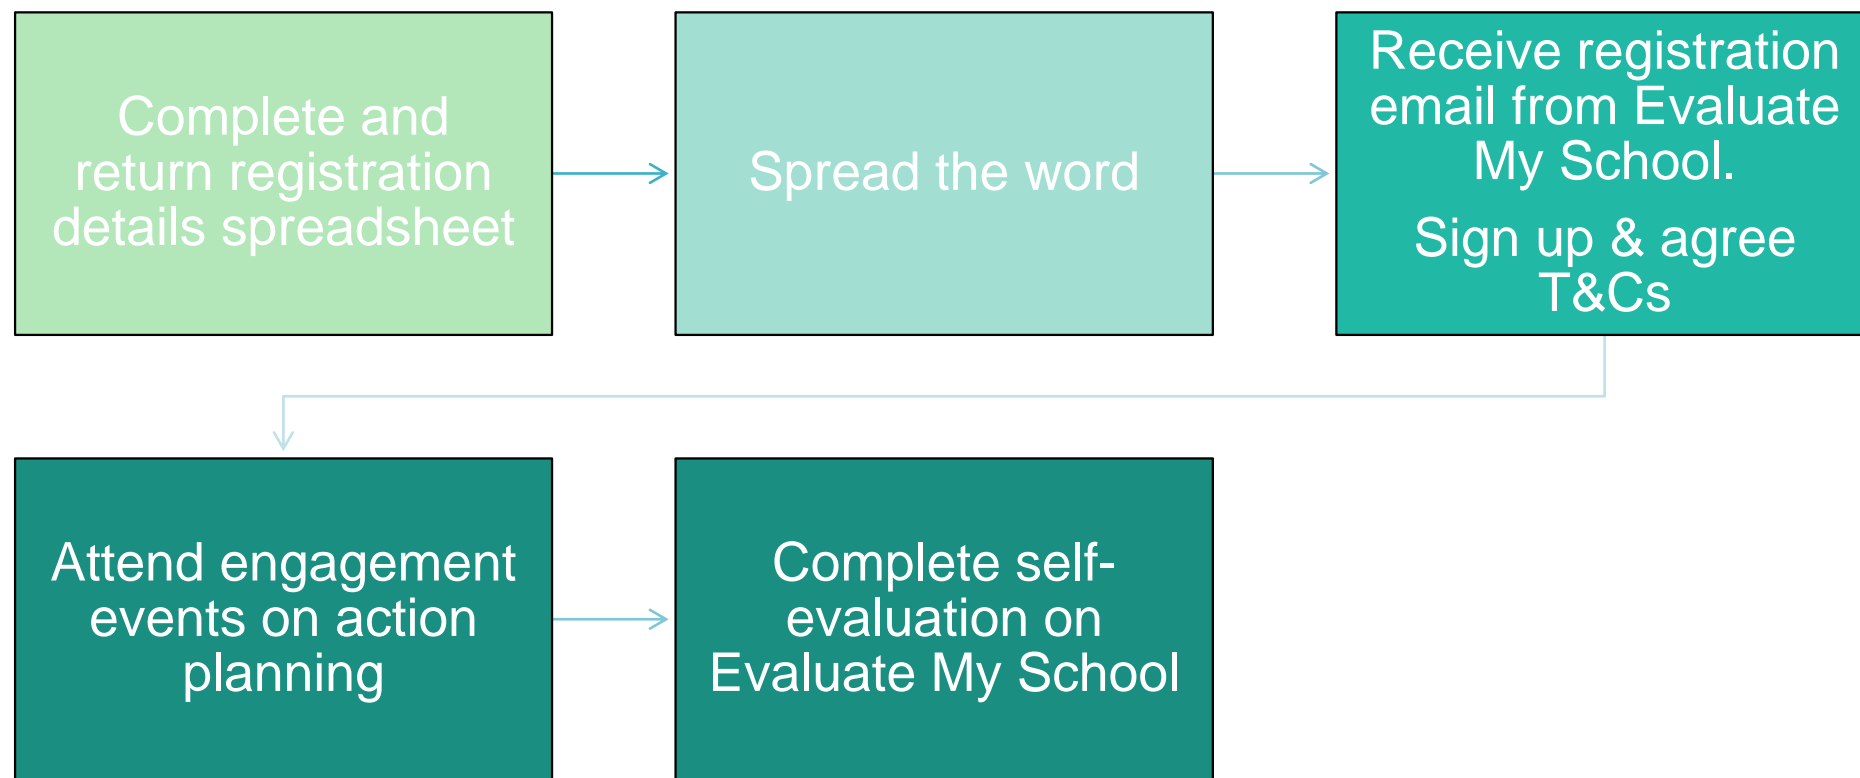 Complete and
return registration
details spreadsheet
Spread the word
Receive registration
email from Evaluate
My School.
Sign up & agree
T&Cs
Attend engagement
events on action
planning
Complete self-
evaluation on
Evaluate My School